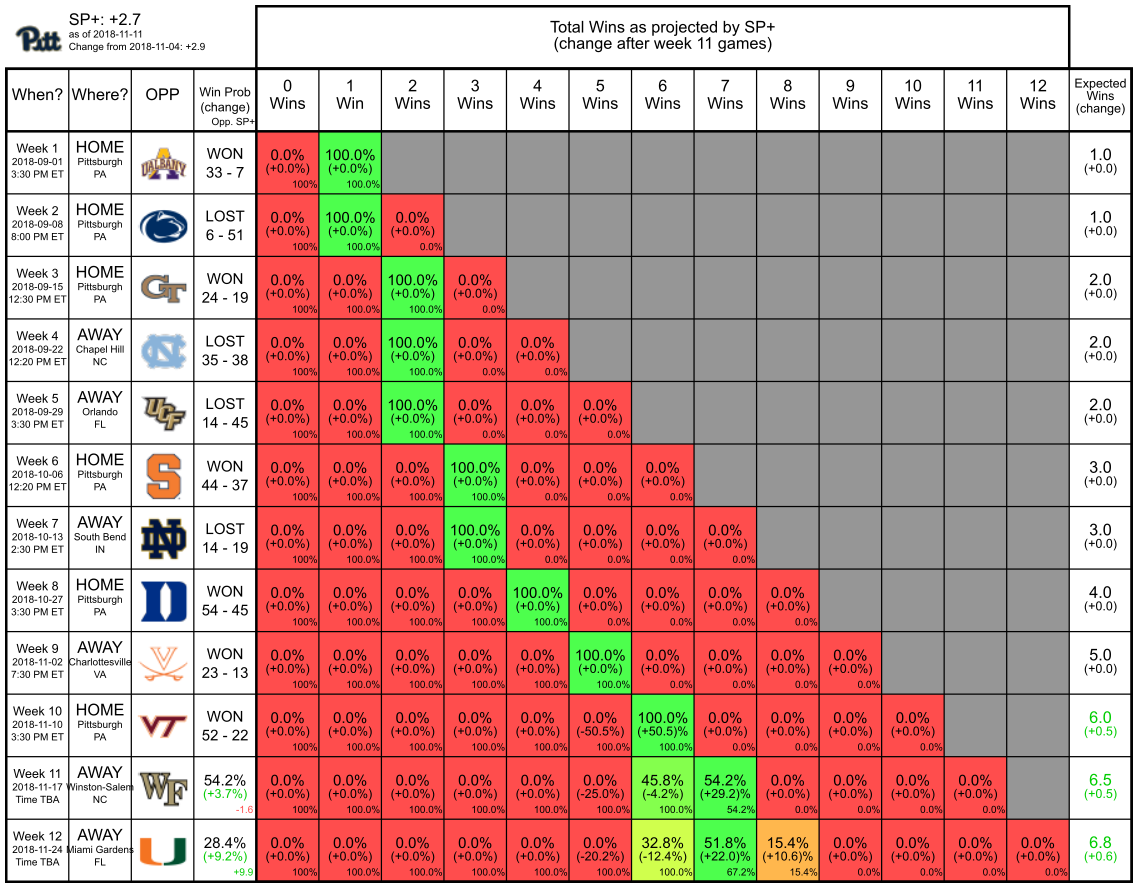 Pitt
SP+: +2.7
as of 2018-11-11
Change from 2018-11-04: +2.9
Total Wins as projected by SP+
(change after week 11 games)
When? Where? OPP Win Prob (change) Opp. SP+ 0 Wins 1 Win 2 Wins 3 Wins 4 Wins 5 Wins 6 Wins 7 Wins 8 Wins 9 Wins 10 Wins 11 Wins 12 Wins Expected Wins (change)
Week 1 HOME WON 0.0% 100.0% 1.0
2018-09-01 Pittsburgh UALBANY (+0.0%) (+0.0%) (+0.0)
3:30 PM ET PA 33 - 7 100% 100.0%
Week 2 HOME LOST 0.0% 100.0% 0.0% 1.0
2018-09-08 Pittsburgh (+0.0%) (+0.0%) (+0.0%) (+0.0)
8:00 PM ET PA 6 - 51 100% 100.0% 0.0%
Week 3 HOME WON 0.0% 0.0% 100.0% 0.0% 2.0
2018-09-15 Pittsburgh GT (+0.0%) (+0.0%) (+0.0%) (+0.0%) (+0.0)
12:30 PM ET PA 24 - 19 100% 100.0% 100.0% 0.0%
Week 4 AWAY LOST 0.0% 0.0% 100.0% 0.0% 0.0% 2.0
2018-09-22 Chapel Hill NC (+0.0%) (+0.0%) (+0.0%) (+0.0%) (+0.0%) (+0.0)
12:20 PM ET NC 35 - 38 100% 100.0% 100.0% 0.0% 0.0%
Week 5 AWAY LOST 0.0% 0.0% 100.0% 0.0% 0.0% 0.0% 2.0
2018-09-29 Orlando UCF (+0.0%) (+0.0%) (+0.0%) (+0.0%) (+0.0%) (+0.0%) (+0.0)
3:30 PM ET FL 14 - 45 100% 100.0% 100.0% 0.0% 0.0% 0.0%
Week 6 HOME WON 0.0% 0.0% 0.0% 100.0% 0.0% 0.0% 0.0% 3.0
2018-10-06 Pittsburgh S (+0.0%) (+0.0%) (+0.0%) (+0.0%) (+0.0%) (+0.0%) (+0.0%) (+0.0)
12:20 PM ET PA 44 - 37 100% 100.0% 100.0% 100.0% 0.0% 0.0% 0.0%
Week 7 AWAY LOST 0.0% 0.0% 0.0% 100.0% 0.0% 0.0% 0.0% 0.0% 3.0
2018-10-13 South Bend ND (+0.0%) (+0.0%) (+0.0%) (+0.0%) (+0.0%) (+0.0%) (+0.0%) (+0.0%) (+0.0)
2:30 PM ET IN 14 - 19 100% 100.0% 100.0% 100.0% 0.0% 0.0% 0.0% 0.0%
Week 8 HOME WON 0.0% 0.0% 0.0% 0.0% 100.0% 0.0% 0.0% 0.0% 0.0% 4.0
2018-10-27 Pittsburgh D (+0.0%) (+0.0%) (+0.0%) (+0.0%) (+0.0%) (+0.0%) (+0.0%) (+0.0%) (+0.0%) (+0.0)
3:30 PM ET PA 54 - 45 100% 100.0% 100.0% 100.0% 100.0% 0.0% 0.0% 0.0% 0.0%
Week 9 AWAY WON 0.0% 0.0% 0.0% 0.0% 0.0% 100.0% 0.0% 0.0% 0.0% 0.0% 5.0
2018-11-02 Charlottesville V (+0.0%) (+0.0%) (+0.0%) (+0.0%) (+0.0%) (+0.0%) (+0.0%) (+0.0%) (+0.0%) (+0.0%) (+0.0)
7:30 PM ET VA 23 - 13 100% 100.0% 100.0% 100.0% 100.0% 100.0% 0.0% 0.0% 0.0% 0.0%
Week 10 HOME WON 0.0% 0.0% 0.0% 0.0% 0.0% 0.0% 100.0% 0.0% 0.0% 0.0% 0.0% 6.0
2018-11-10 Pittsburgh VT (+0.0%) (+0.0%) (+0.0%) (+0.0%) (+0.0%) (-50.5%) (+50.5)% (+0.0%) (+0.0%) (+0.0%) (+0.0%) (+0.5)
3:30 PM ET PA 52 - 22 100% 100.0% 100.0% 100.0% 100.0% 100.0% 100.0% 0.0% 0.0% 0.0% 0.0%
Week 11 AWAY 54.2% 0.0% 0.0% 0.0% 0.0% 0.0% 0.0% 45.8% 54.2% 0.0% 0.0% 0.0% 0.0% 6.5
2018-11-17 Winston-Salem WF (+3.7%) (+0.0%) (+0.0%) (+0.0%) (+0.0%) (+0.0%) (-25.0%) (-4.2%) (+29.2)% (+0.0%) (+0.0%) (+0.0%) (+0.0%) (+0.5)
Time TBA NC -1.6 100% 100.0% 100.0% 100.0% 100.0% 100.0% 100.0% 54.2% 0.0% 0.0% 0.0% 0.0%
Week 12 AWAY 28.4% 0.0% 0.0% 0.0% 0.0% 0.0% 0.0% 32.8% 51.8% 15.4% 0.0% 0.0% 0.0% 0.0% 6.8
2018-11-24 Miami Gardens U (+9.2%) (+0.0%) (+0.0%) (+0.0%) (+0.0%) (+0.0%) (-20.2%) (-12.4%) (+22.0)% (+10.6)% (+0.0%) (+0.0%) (+0.0%) (+0.0%) (+0.6)
Time TBA FL +9.9 100% 100.0% 100.0% 100.0% 100.0% 100.0% 100.0% 67.2% 15.4% 0.0% 0.0% 0.0% 0.0%